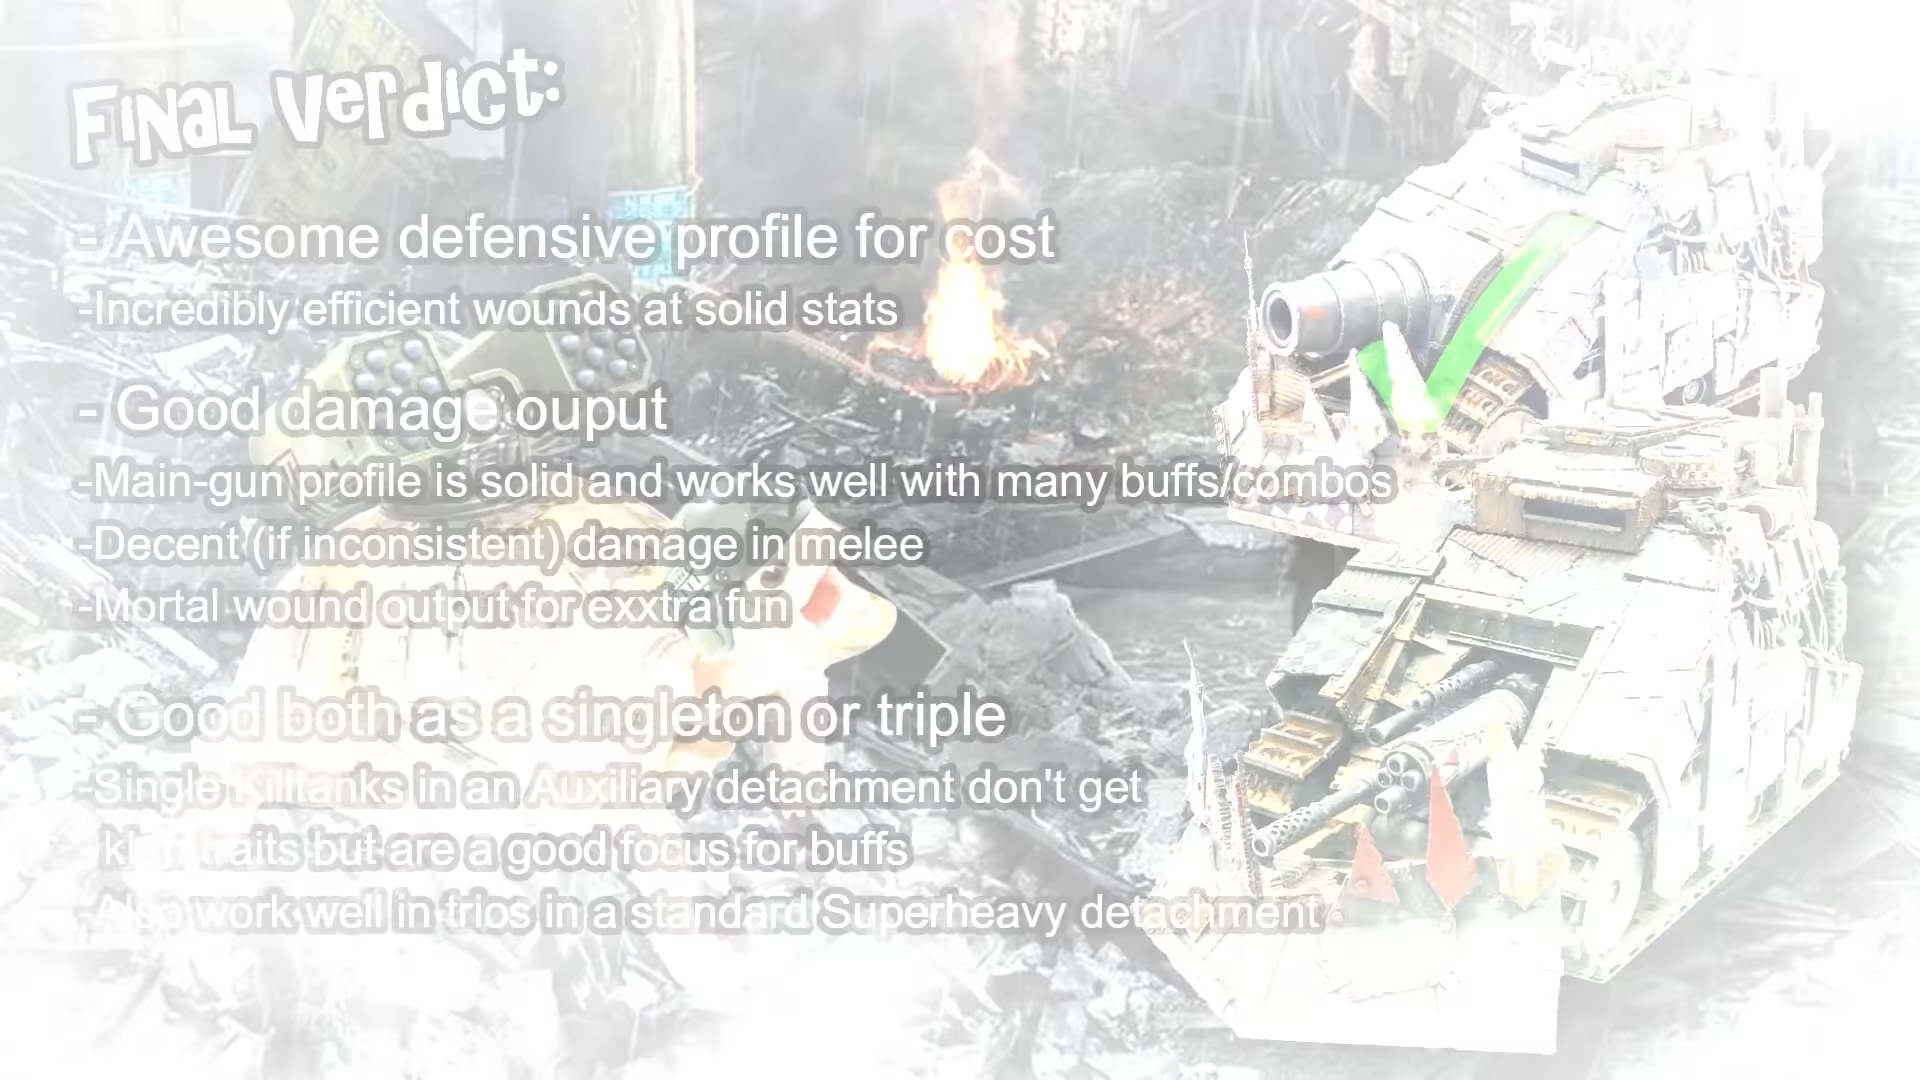 Final Verdict:
- Awesome defensive profile for cost
-Incredibly efficient wounds at solid stats
- Good damage ouput
-Main-gun profile is solid and works well with many buffs/combos
-Decent (if inconsistent) damage in melee
-Mortal wound output for exxtra fun
- Good both as a singleton or triple
-Single Killtanks in an Auxiliary detachment don't get
klan traits but are a good focus for buffs
-Also work well in trios in a standard Superheavy detachment